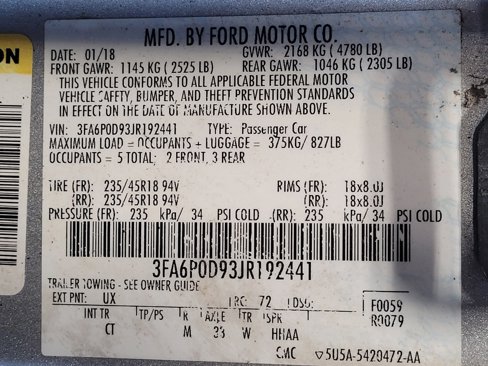 MFD. BY FORD MOTOR CO.
DATE: 01/18 GVWR: 2168 KG (4780 LB)
FRONT GAWR: 1145 KG (2525 LB) REAR GAWR: 1046 KG (2305 LB)
THIS VEHICLE CONFORMS TO ALL APPLICABLE FEDERAL MOTOR
VEHICLE SAFETY, BUMPER, AND THEFT PREVENTION STANDARDS
IN EFFECT ON THE DATE OF MANUFACTURE SHOWN ABOVE.
VIN: 3FA6P0D93JR192441 TYPE: Passenger Car
MAXIMUM LOAD = OCCUPANTS + LUGGAGE = 375KG/ 827LB
OCCUPANTS = 5 TOTAL: 2 FRONT, 3 REAR
TIRE (FR): 235/45R18 94V RIMS (FR): 18x8.0J
(RR): 235/45R18 94V (RR): 18x8.0J
PRESSURE (FR): 235 kPa/ 34 PSI COLD (RR): 235 kPa/ 34 PSI COLD
3FA6P0D93JR192441
TRAILER TOWING - SEE OWNER GUIDE
EXT PNT: UX RC: 72 DSO: F0059
R0079
INT TR TP/PS R AXLE TR SPR
CT M 33 W HHAA
5U5A-5420472-AA
ON